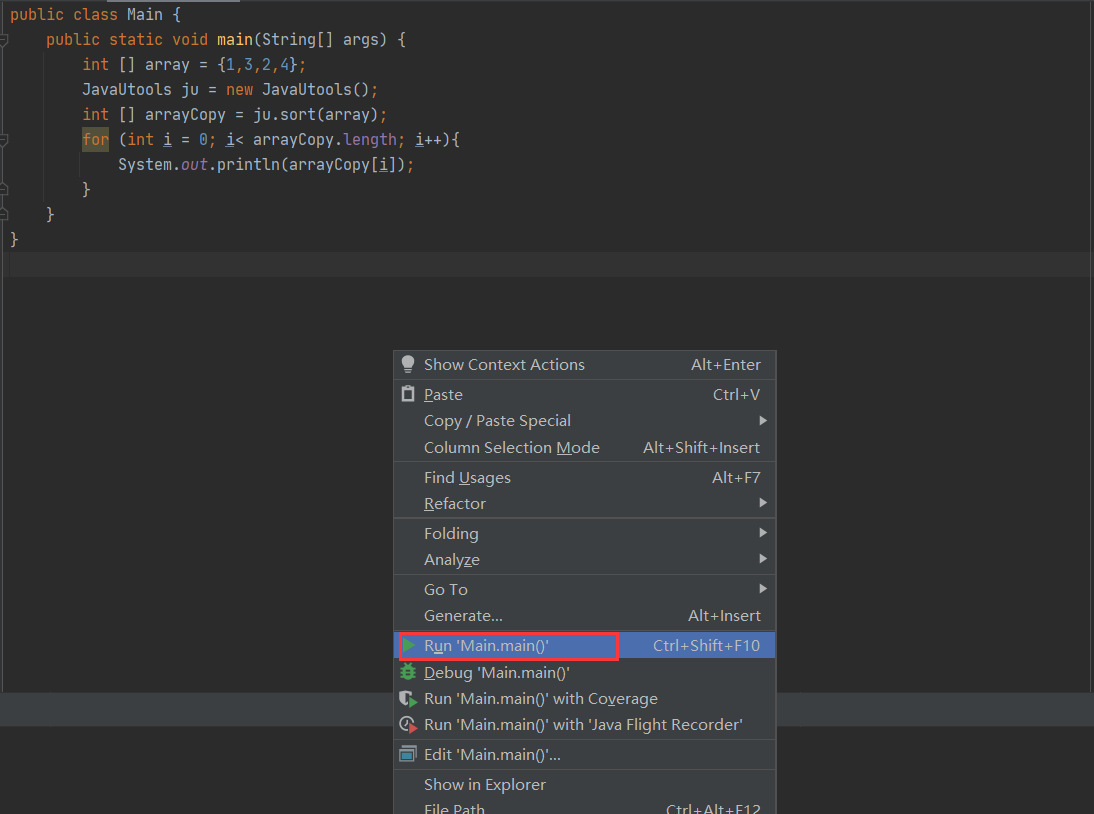 public class Main {
    public static void main(String[] args) {
        int [] array = {1,3,2,4};
        JavaUtools ju = new JavaUtools();
        int [] arrayCopy = ju.sort(array);
        for (int i = 0; i< arrayCopy.length; i++){
            System.out.println(arrayCopy[i]);
        }
    }
}
Show Context Actions Alt+Enter
Paste Ctrl+V
Copy / Paste Special
Column Selection Mode Alt+Shift+Insert
Find Usages Alt+F7
Refactor
Folding
Analyze
Go To
Generate... Alt+Insert
Run 'Main.main()' Ctrl+Shift+F10
Debug 'Main.main()'
Run 'Main.main()' with Coverage
Run 'Main.main()' with 'Java Flight Recorder'
Edit 'Main.main()'...
Show in Explorer
File Path Ctrl+Alt+F12